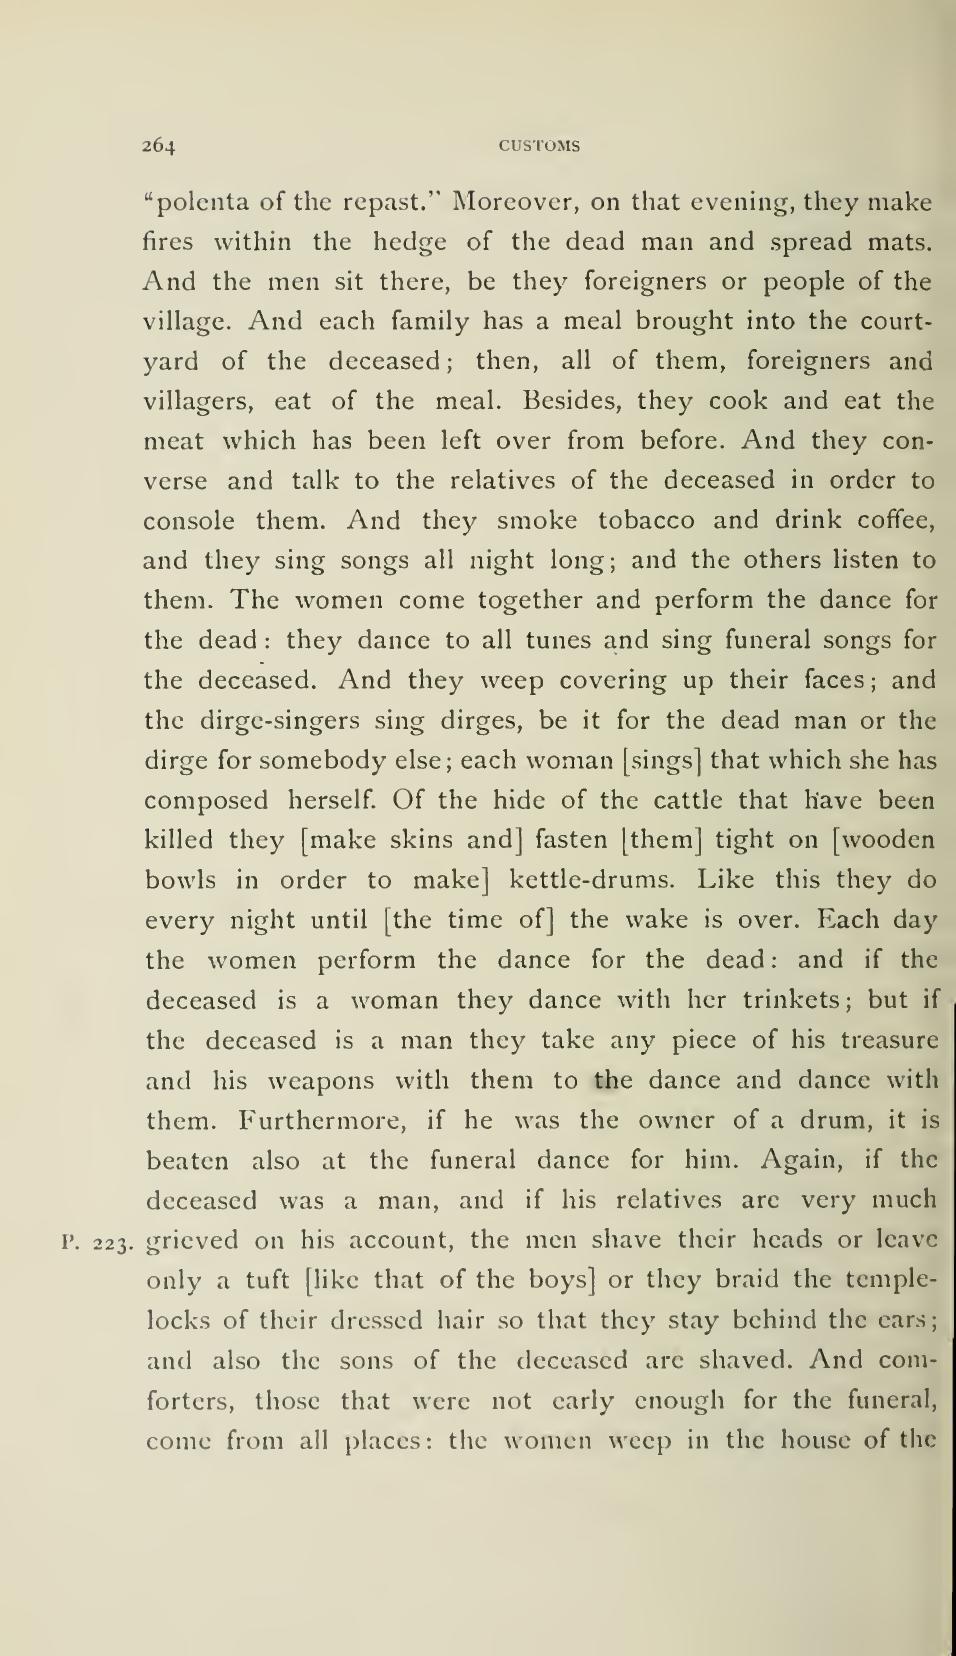 264 CUSTOMS
“polenta of the repast.” Moreover, on that evening, they make
fires within the hedge of the dead man and spread mats.
And the men sit there, be they foreigners or people of the
village. And each family has a meal brought into the court-
yard of the deceased; then, all of them, foreigners and
villagers, eat of the meal. Besides, they cook and eat the
meat which has been left over from before. And they con-
verse and talk to the relatives of the deceased in order to
console them. And they smoke tobacco and drink coffee,
and they sing songs all night long; and the others listen to
them. The women come together and perform the dance for
the dead: they dance to all tunes and sing funeral songs for
the deceased. And they weep covering up their faces; and
the dirge-singers sing dirges, be it for the dead man or the
dirge for somebody else; each woman [sings] that which she has
composed herself. Of the hide of the cattle that have been
killed they [make skins and] fasten [them] tight on [wooden
bowls in order to make] kettle-drums. Like this they do
every night until [the time of] the wake is over. Each day
the women perform the dance for the dead: and if the
deceased is a woman they dance with her trinkets; but if
the deceased is a man they take any piece of his treasure
and his weapons with them to the dance and dance with
them. Furthermore, if he was the owner of a drum, it is
beaten also at the funeral dance for him. Again, if the
deceased was a man, and if his relatives are very much
P. 223. grieved on his account, the men shave their heads or leave
only a tuft [like that of the boys] or they braid the temple-
locks of their dressed hair so that they stay behind the ears;
and also the sons of the deceased are shaved. And com-
forters, those that were not early enough for the funeral,
come from all places: the women weep in the house of the